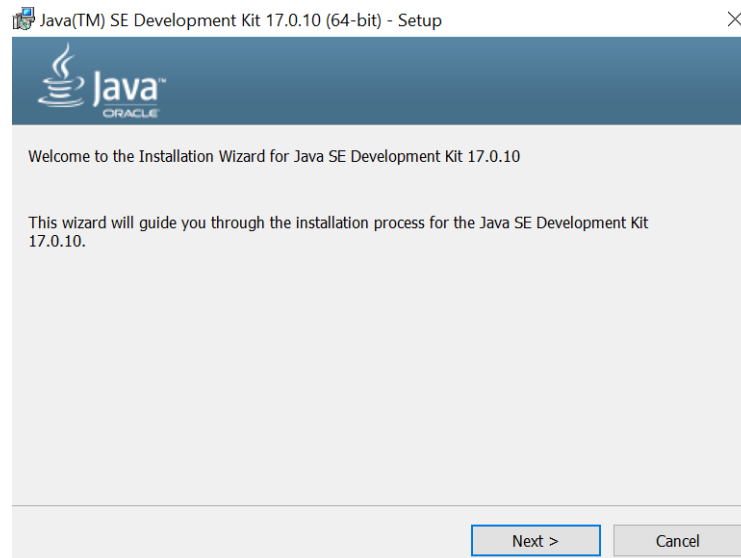 Java(TM) SE Development Kit 17.0.10 (64-bit) - Setup
Java™
ORACLE
Welcome to the Installation Wizard for Java SE Development Kit 17.0.10
This wizard will guide you through the installation process for the Java SE Development Kit
17.0.10.
Next >
Cancel